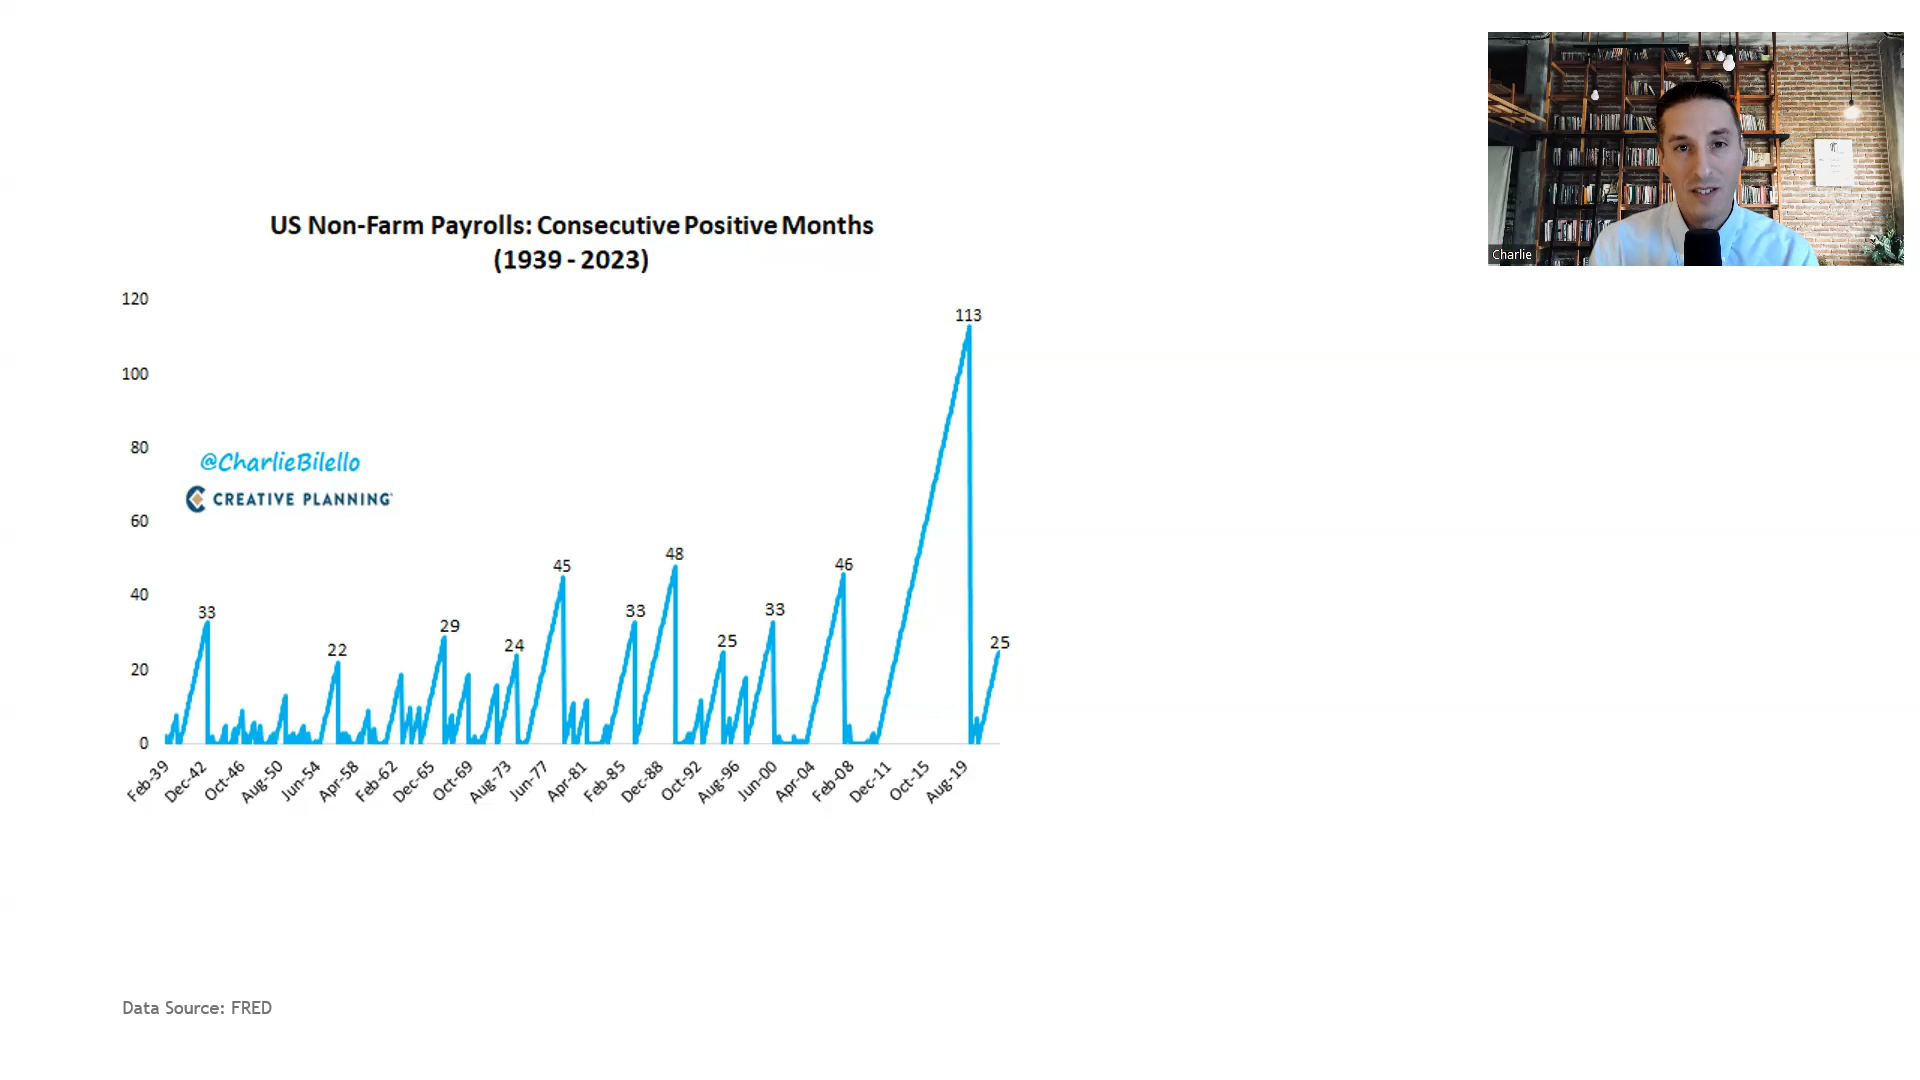 Charlie
US Non-Farm Payrolls: Consecutive Positive Months
(1939 - 2023)
120
100
80
60
40
20
0
@CharlieBilello
CREATIVE PLANNING
33
22
29
24
45
33
48
25
33
46
113
25
Feb-39
Dec-42
Oct-46
Aug-50
Jun-54
Apr-58
Feb-62
Dec-65
Oct-69
Aug-73
Jun-77
Apr-81
Feb-85
Dec-88
Oct-92
Aug-96
Jun-00
Apr-04
Feb-08
Dec-11
Oct-15
Aug-19
Data Source: FRED